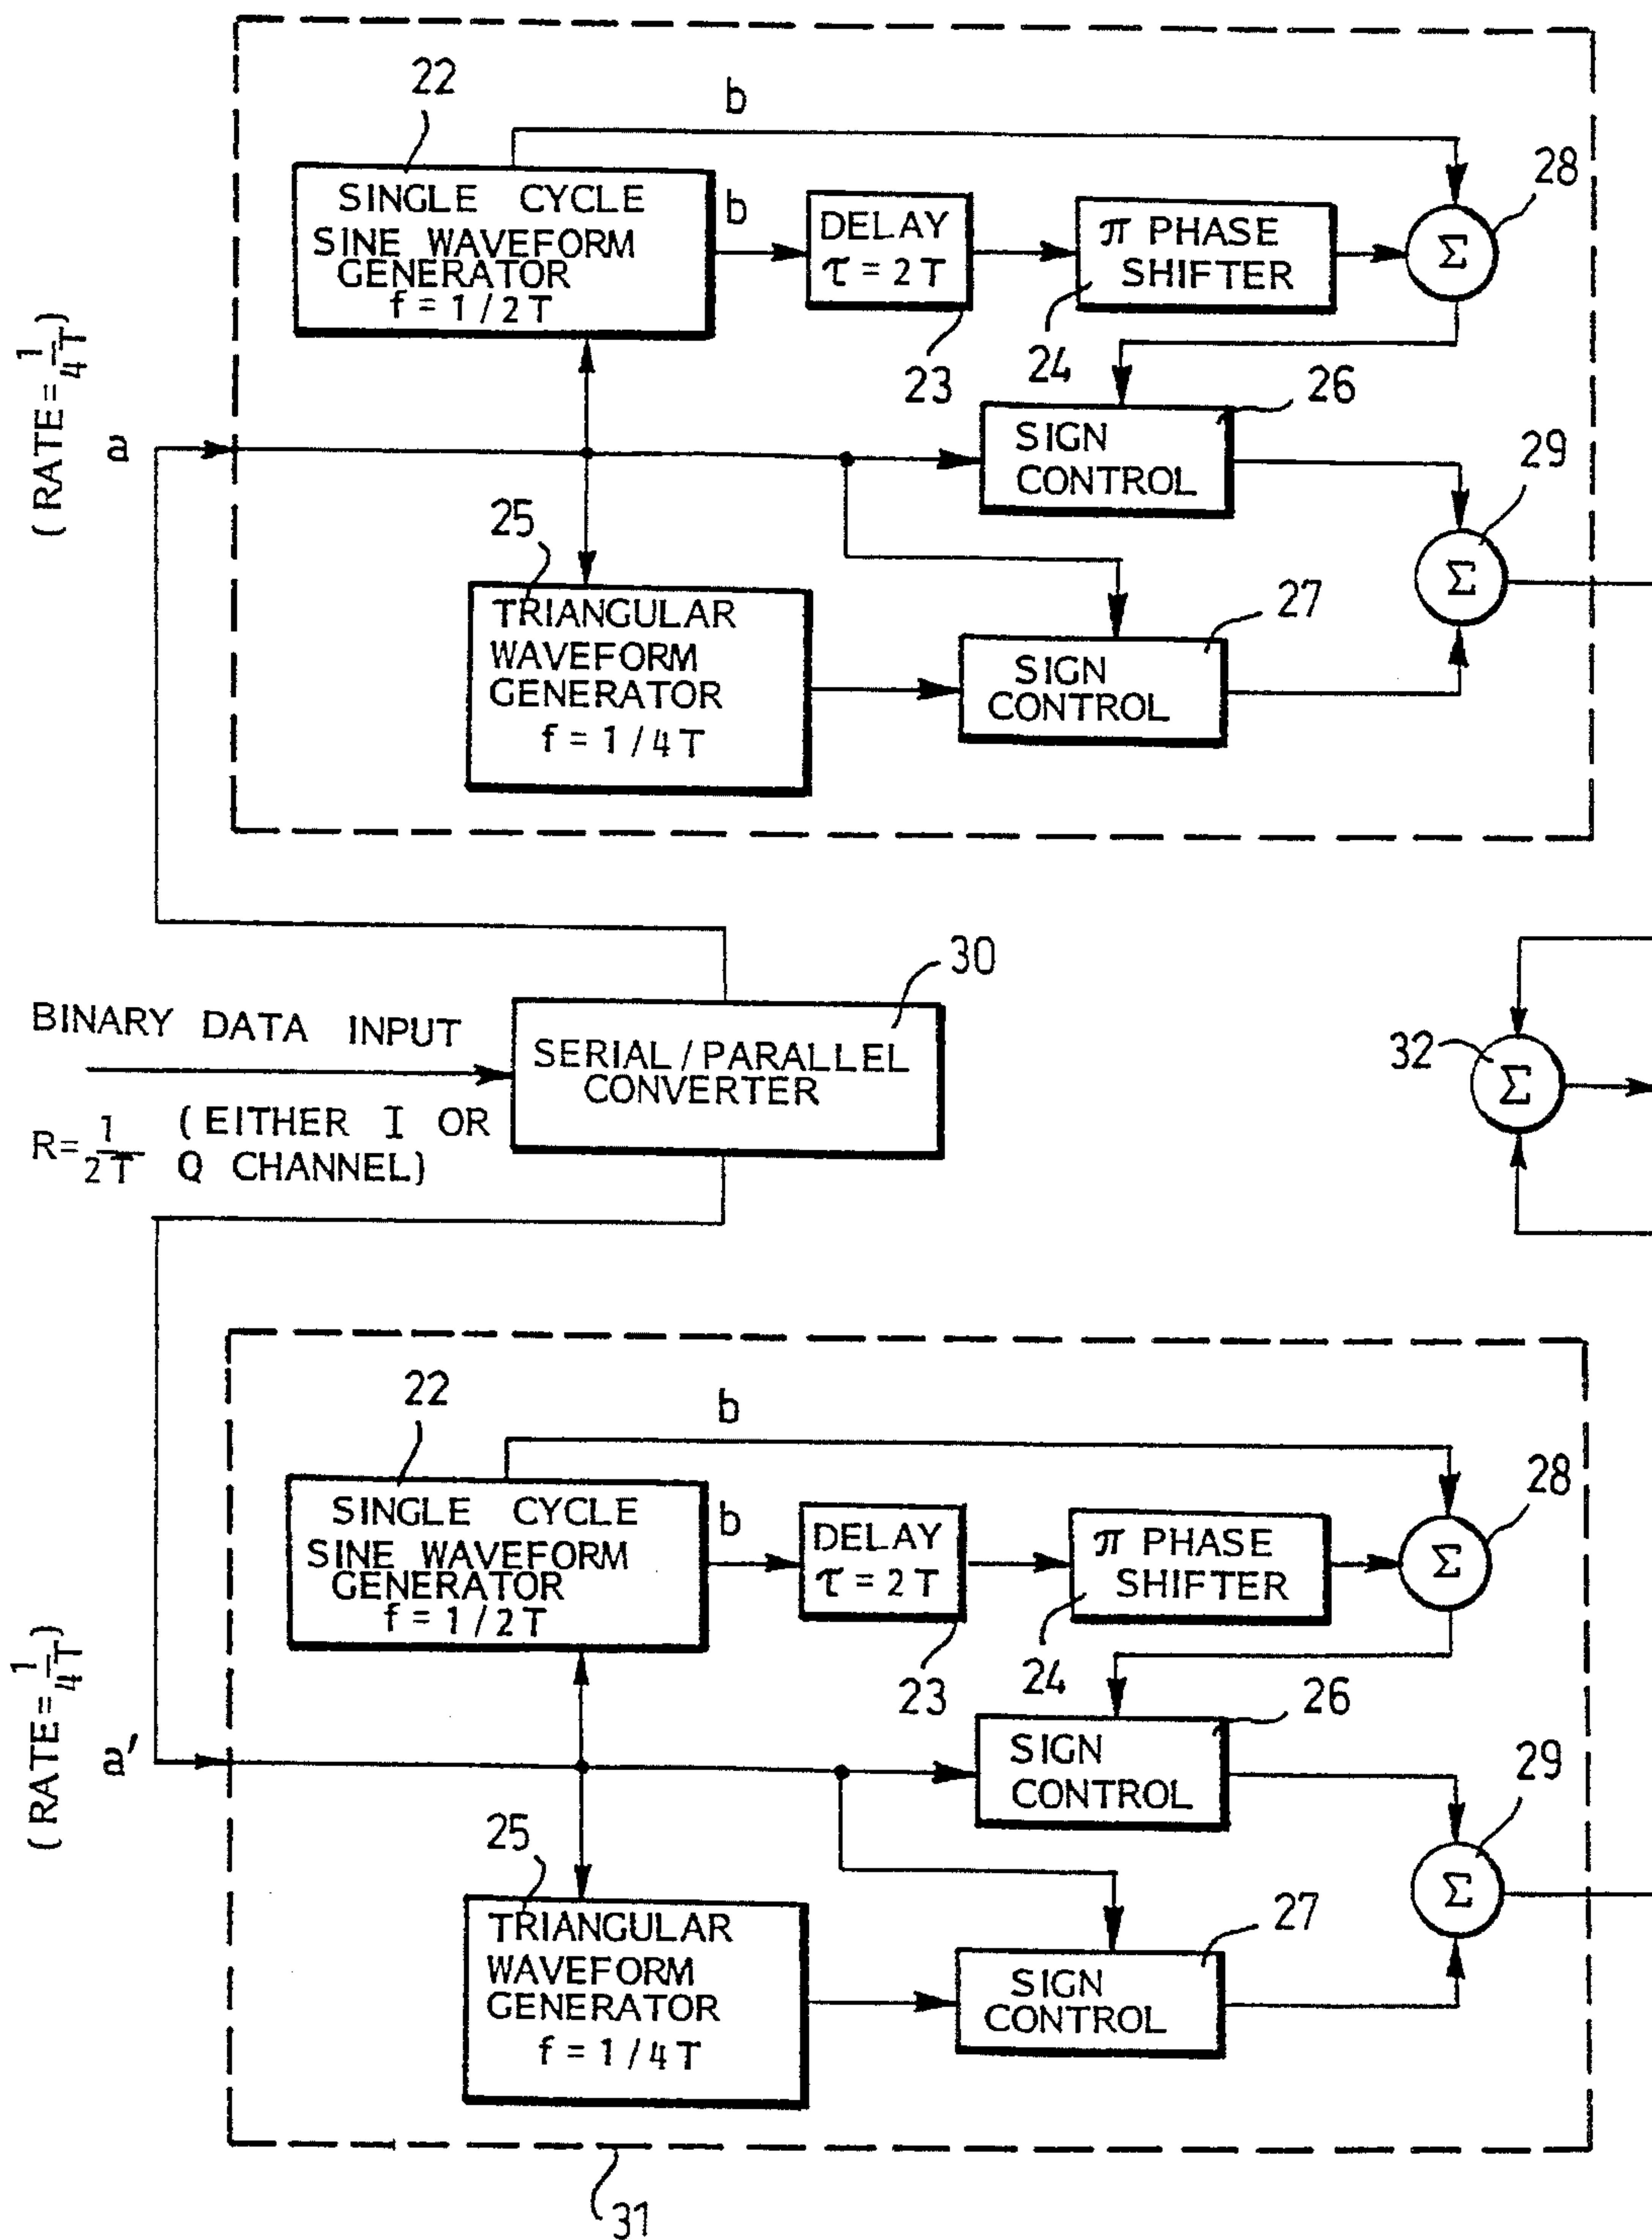 22
b
SINGLE CYCLE
SINE WAVEFORM
GENERATOR
f = 1/2T
b
DELAY
τ = 2T
π PHASE
SHIFTER
28
Σ
23
24
26
(RATE = 1/4T)
a
SIGN
CONTROL
29
Σ
25
TRIANGULAR
WAVEFORM
GENERATOR
f = 1/4T
27
SIGN
CONTROL
30
BINARY DATA INPUT
R = 1/2T (EITHER I OR
Q CHANNEL)
SERIAL/PARALLEL
CONVERTER
32
Σ
22
b
SINGLE CYCLE
SINE WAVEFORM
GENERATOR
f = 1/2T
b
DELAY
τ = 2T
π PHASE
SHIFTER
28
Σ
23
24
26
(RATE = 1/4T)
a'
SIGN
CONTROL
29
Σ
25
TRIANGULAR
WAVEFORM
GENERATOR
f = 1/4T
27
SIGN
CONTROL
31